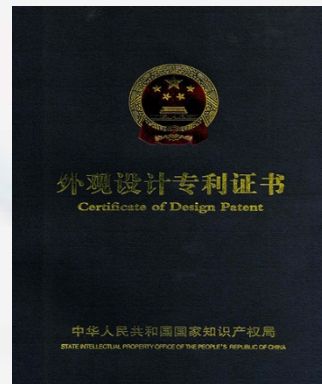 外观设计专利证书
Certificate of Design Patent
中华人民共和国国家知识产权局
STATE INTELLECTUAL PROPERTY OFFICE OF THE PEOPLE'S REPUBLIC OF CHINA